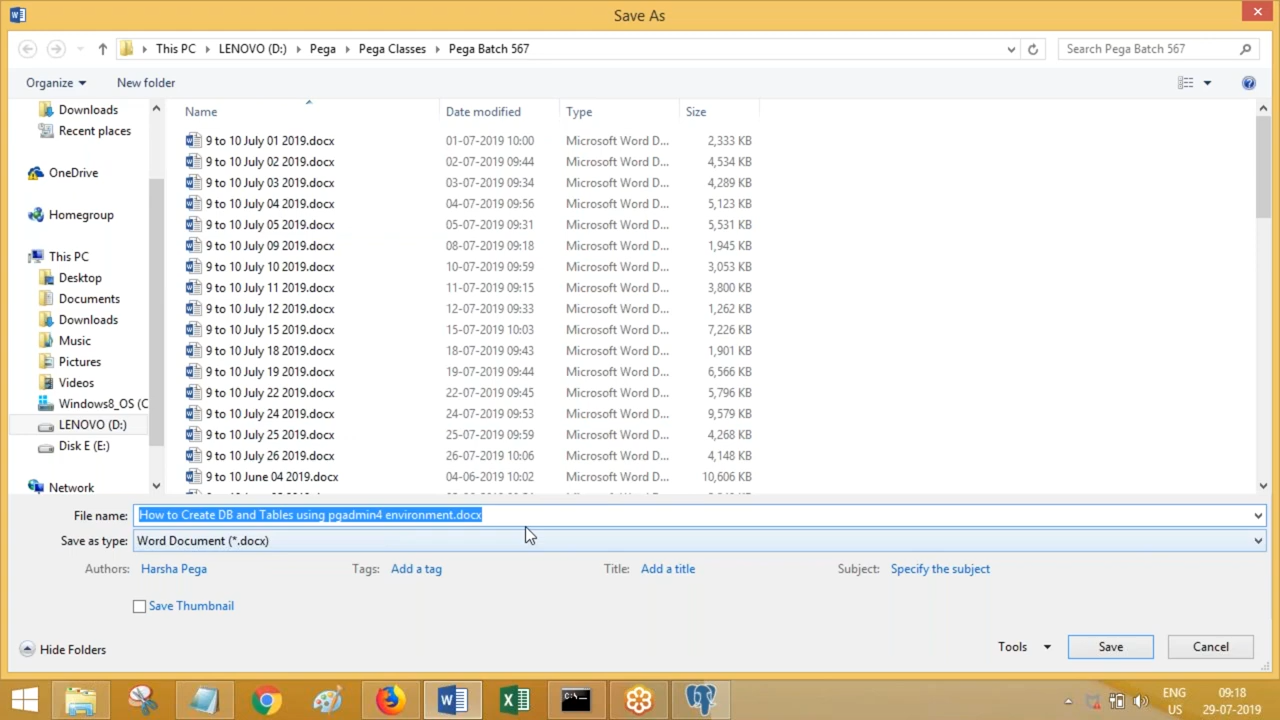 Save As
This PC LENOVO (D:) Pega Pega Classes Pega Batch 567
Search Pega Batch 567
Organize New folder
Name Date modified Type Size
Downloads
Recent places
OneDrive
Homegroup
This PC
Desktop
Documents
Downloads
Music
Pictures
Videos
Windows8_OS (C
LENOVO (D:)
Disk E (E:)
Network
9 to 10 July 01 2019.docx 01-07-2019 10:00 Microsoft Word D... 2,333 KB
9 to 10 July 02 2019.docx 02-07-2019 09:44 Microsoft Word D... 4,534 KB
9 to 10 July 03 2019.docx 03-07-2019 09:34 Microsoft Word D... 4,289 KB
9 to 10 July 04 2019.docx 04-07-2019 09:56 Microsoft Word D... 5,123 KB
9 to 10 July 05 2019.docx 05-07-2019 09:31 Microsoft Word D... 5,531 KB
9 to 10 July 09 2019.docx 08-07-2019 09:18 Microsoft Word D... 1,945 KB
9 to 10 July 10 2019.docx 10-07-2019 09:59 Microsoft Word D... 3,053 KB
9 to 10 July 11 2019.docx 11-07-2019 09:15 Microsoft Word D... 3,800 KB
9 to 10 July 12 2019.docx 12-07-2019 09:33 Microsoft Word D... 1,262 KB
9 to 10 July 15 2019.docx 15-07-2019 10:03 Microsoft Word D... 7,226 KB
9 to 10 July 18 2019.docx 18-07-2019 09:43 Microsoft Word D... 1,901 KB
9 to 10 July 19 2019.docx 19-07-2019 09:44 Microsoft Word D... 6,566 KB
9 to 10 July 22 2019.docx 22-07-2019 09:45 Microsoft Word D... 5,796 KB
9 to 10 July 24 2019.docx 24-07-2019 09:53 Microsoft Word D... 9,579 KB
9 to 10 July 25 2019.docx 25-07-2019 09:59 Microsoft Word D... 4,268 KB
9 to 10 July 26 2019.docx 26-07-2019 10:06 Microsoft Word D... 4,148 KB
9 to 10 June 04 2019.docx 04-06-2019 10:02 Microsoft Word D... 10,606 KB
File name: How to Create DB and Tables using pgadmin4 environment.docx
Save as type: Word Document (*.docx)
Authors: Harsha Pega Tags: Add a tag Title: Add a title Subject: Specify the subject
Save Thumbnail
Hide Folders Tools Save Cancel
ENG 09:18
US 29-07-2019